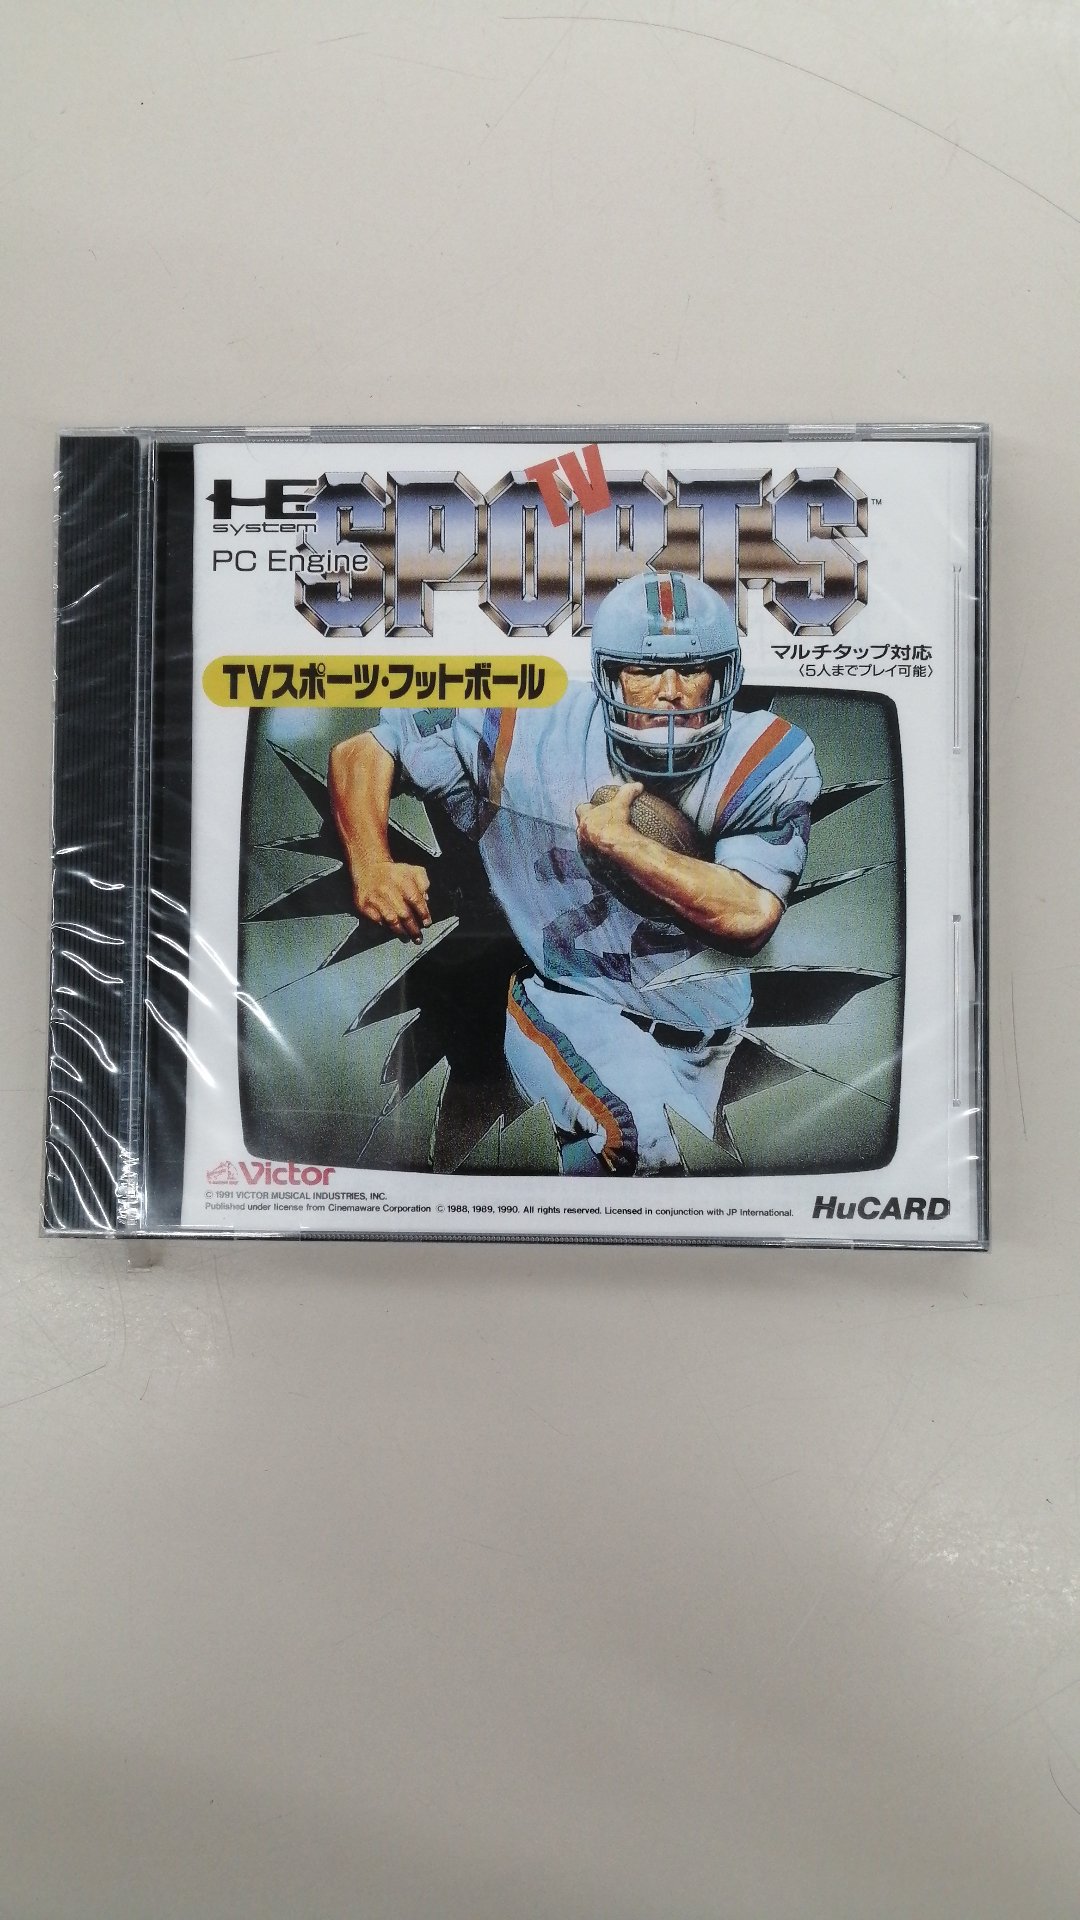 TV
SPORTS™
HE
system
PC Engine
マルチタップ対応
〈5人までプレイ可能〉
TVスポーツ・フットボール
22
Victor
© 1991 VICTOR MUSICAL INDUSTRIES, INC.
Published under license from Cinemaware Corporation © 1988, 1989, 1990. All rights reserved. Licensed in conjunction with JP International.
HuCARD